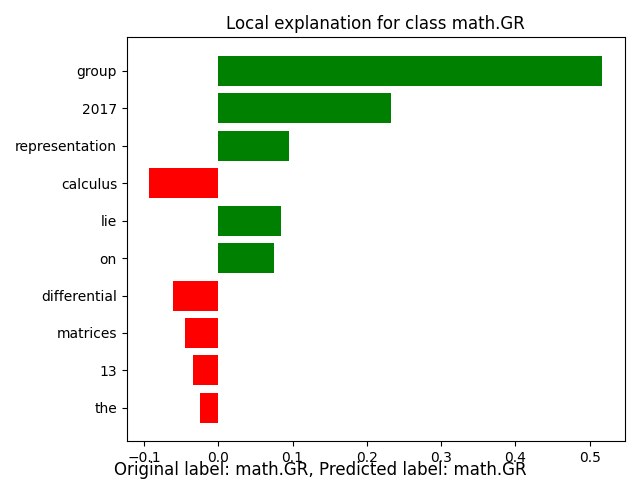 Local explanation for class math.GR
group
2017
representation
calculus
lie
on
differential
matrices
13
the
−0.1 0.0 0.1 0.2 0.3 0.4 0.5
Original label: math.GR, Predicted label: math.GR